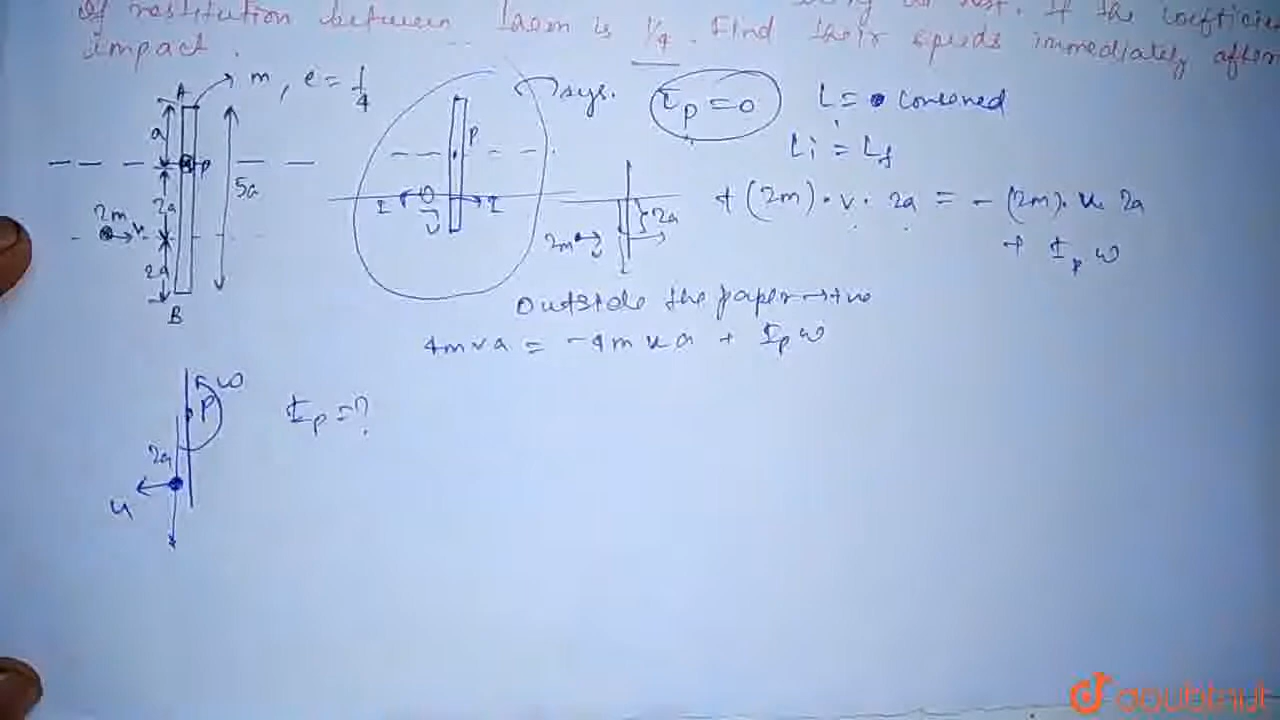 of restitution between them is 1/4. Find their speeds immediately after
impact.
A
m, e = 1/4
sys.
τp = 0
L = conserved
Li = Lf
a
P
2a
5a
2m
v
2a
B
P
I
I
v
2a
2m
v
+ (2m) . v . 2a = - (2m). u. 2a
+ Ip ω
Outside the paper → +ve
4mva = -4mua + Ip ω
ω
P
2a
u
Ip = ?
doubtnut